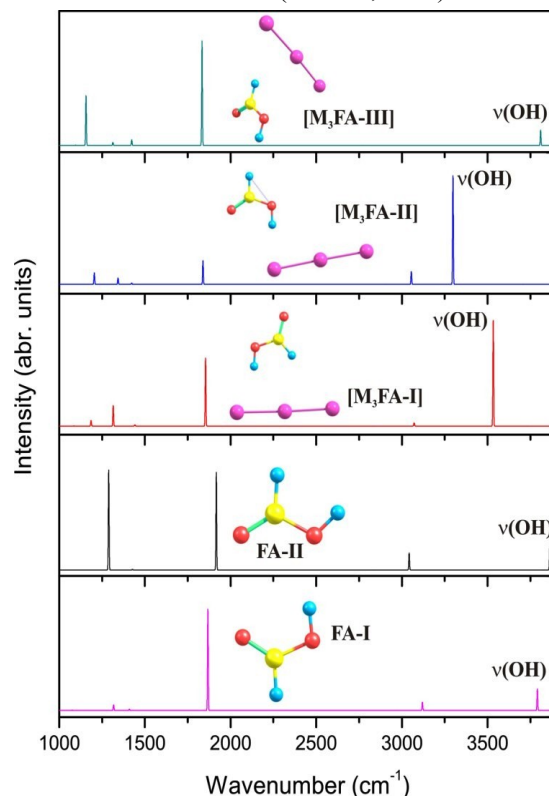 [M₃FA-III]
ν(OH)
ν(OH)
[M₃FA-II]
ν(OH)
[M₃FA-I]
FA-II
ν(OH)
FA-I
ν(OH)
Intensity (abr. units)
1000 1500 2000 2500 3000 3500
Wavenumber (cm⁻¹)